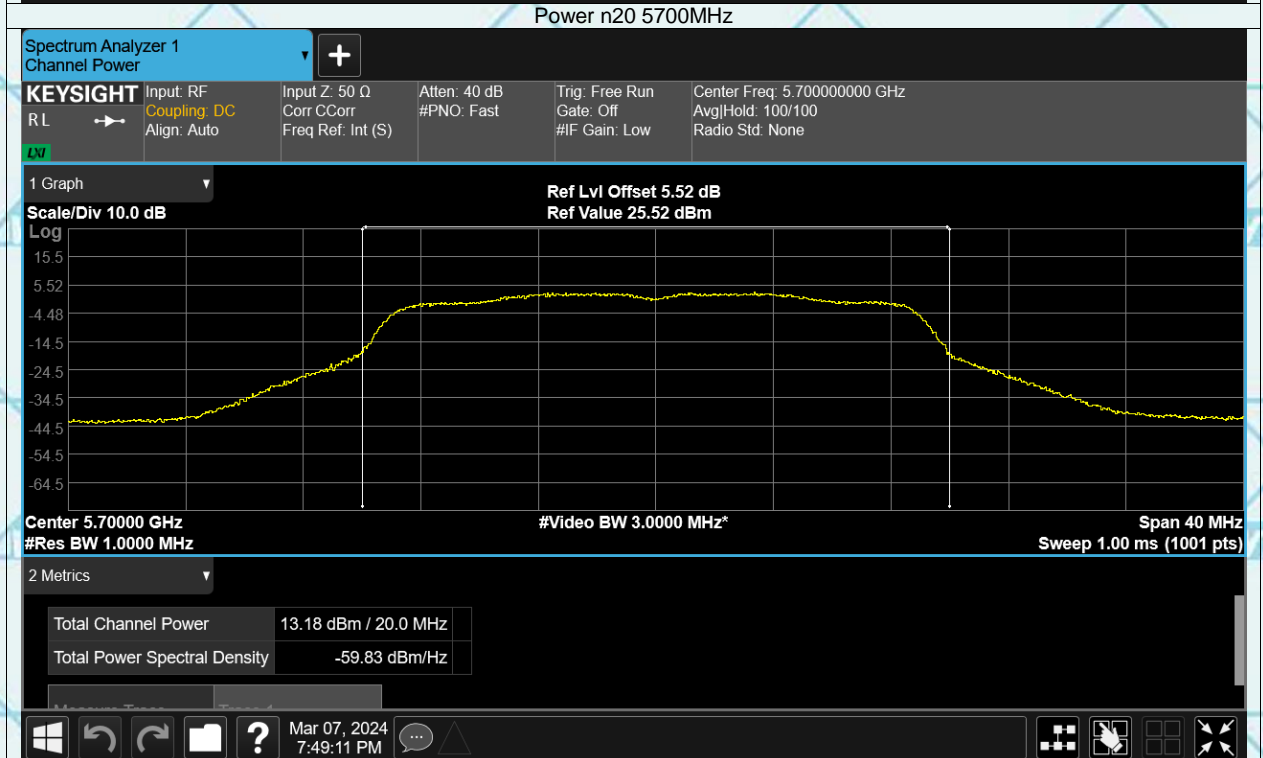 Power n20 5700MHz
Spectrum Analyzer 1
Channel Power
KEYSIGHT
R L
LXI
Input: RF
Coupling: DC
Align: Auto
Input Z: 50 Ω
Corr CCorr
Freq Ref: Int (S)
Atten: 40 dB
#PNO: Fast
Trig: Free Run
Gate: Off
#IF Gain: Low
Center Freq: 5.700000000 GHz
Avg|Hold: 100/100
Radio Std: None
1 Graph
Scale/Div 10.0 dB
Ref Lvl Offset 5.52 dB
Ref Value 25.52 dBm
Log
15.5
5.52
-4.48
-14.5
-24.5
-34.5
-44.5
-54.5
-64.5
Center 5.70000 GHz
#Video BW 3.0000 MHz*
Span 40 MHz
#Res BW 1.0000 MHz
Sweep 1.00 ms (1001 pts)
2 Metrics
Total Channel Power 13.18 dBm / 20.0 MHz
Total Power Spectral Density -59.83 dBm/Hz
Measure Trace Trace 1
Mar 07, 2024
7:49:11 PM